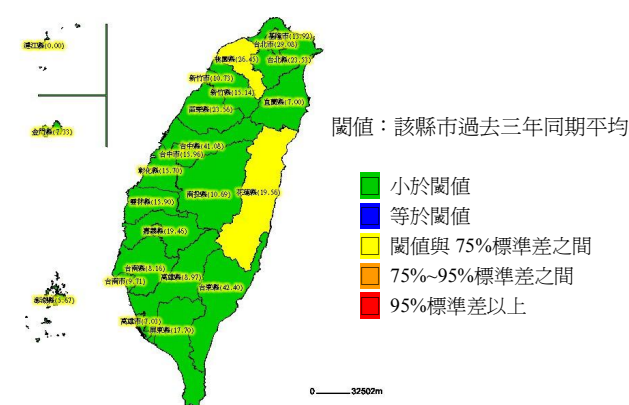 連江縣(0.00)
基隆市(13.92)
台北市(29.08)
桃園縣(26.45)
台北縣(23.53)
新竹市(10.73)
新竹縣(15.14)
宜蘭縣(7.00)
苗栗縣(23.56)
金門縣(7.33)
台中縣(41.08)
台中市(15.96)
彰化縣(15.70)
南投縣(10.69)
花蓮縣(19.56)
雲林縣(15.90)
嘉義縣(19.46)
台南縣(8.16)
高雄縣(8.97)
台南市(9.71)
台東縣(42.40)
澎湖縣(3.67)
高雄市(7.03)
屏東縣(17.70)
閾值：該縣市過去三年同期平均
小於閾值
等於閾值
閾值與 75%標準差之間
75%~95%標準差之間
95%標準差以上
0 32502m